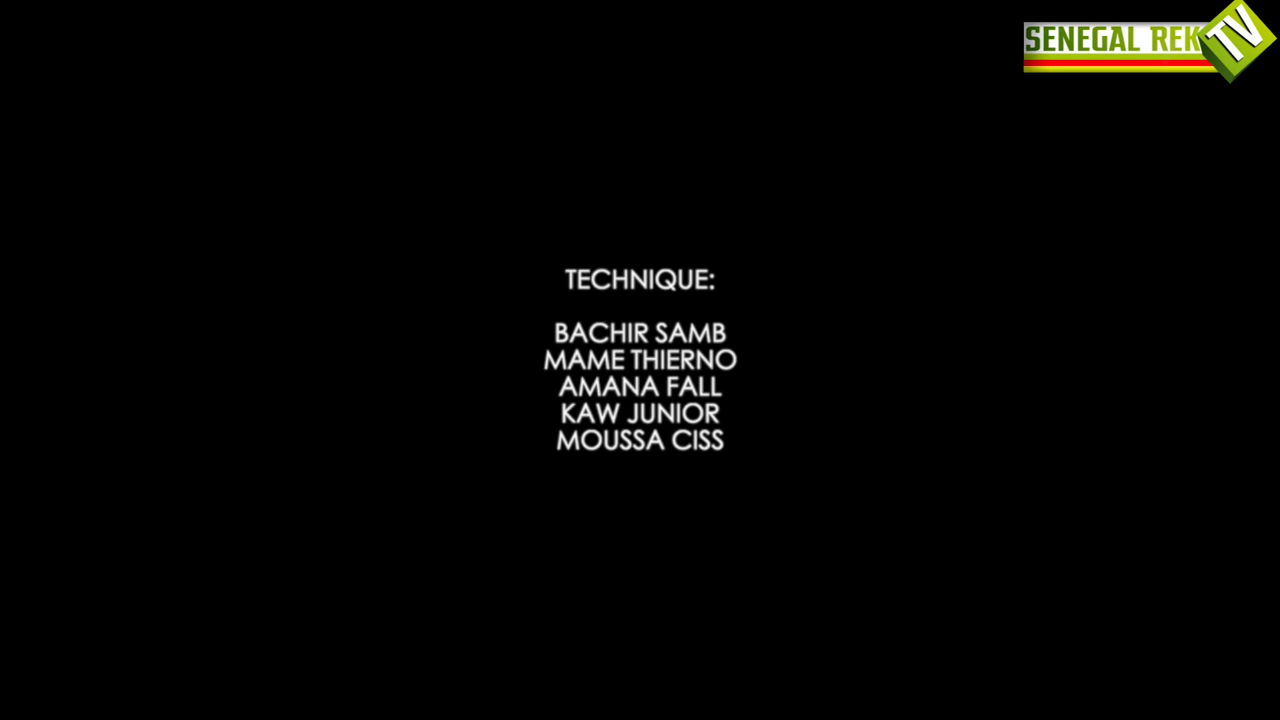 SENEGAL REK TV
TECHNIQUE:
BACHIR SAMB
MAME THIERNO
AMANA FALL
KAW JUNIOR
MOUSSA CISS